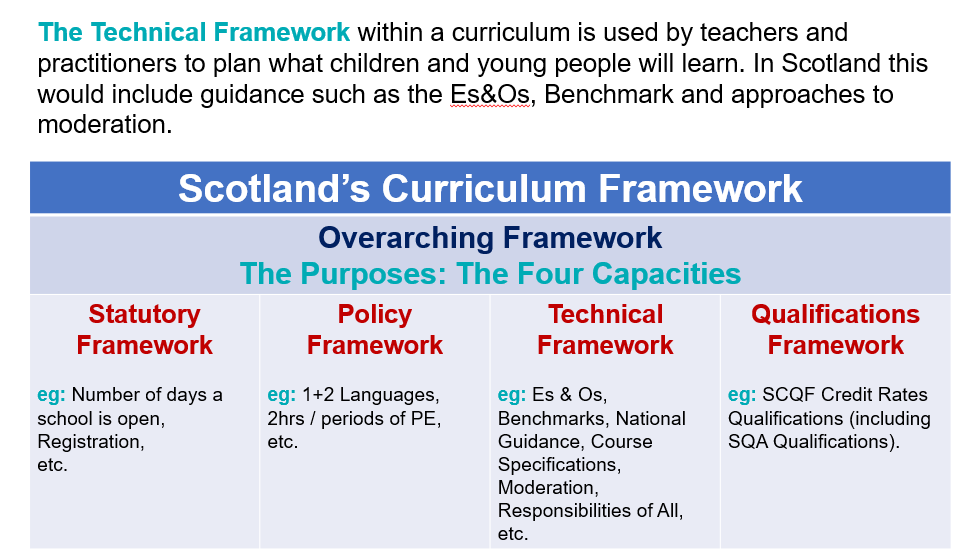 The Technical Framework within a curriculum is used by teachers and
practitioners to plan what children and young people will learn. In Scotland this
would include guidance such as the Es&Os, Benchmark and approaches to
moderation.
Scotland’s Curriculum Framework
Overarching Framework
The Purposes: The Four Capacities
Statutory
Framework
eg: Number of days a
school is open,
Registration,
etc.
Policy
Framework
eg: 1+2 Languages,
2hrs / periods of PE,
etc.
Technical
Framework
eg: Es & Os,
Benchmarks, National
Guidance, Course
Specifications,
Moderation,
Responsibilities of All,
etc.
Qualifications
Framework
eg: SCQF Credit Rates
Qualifications (including
SQA Qualifications).